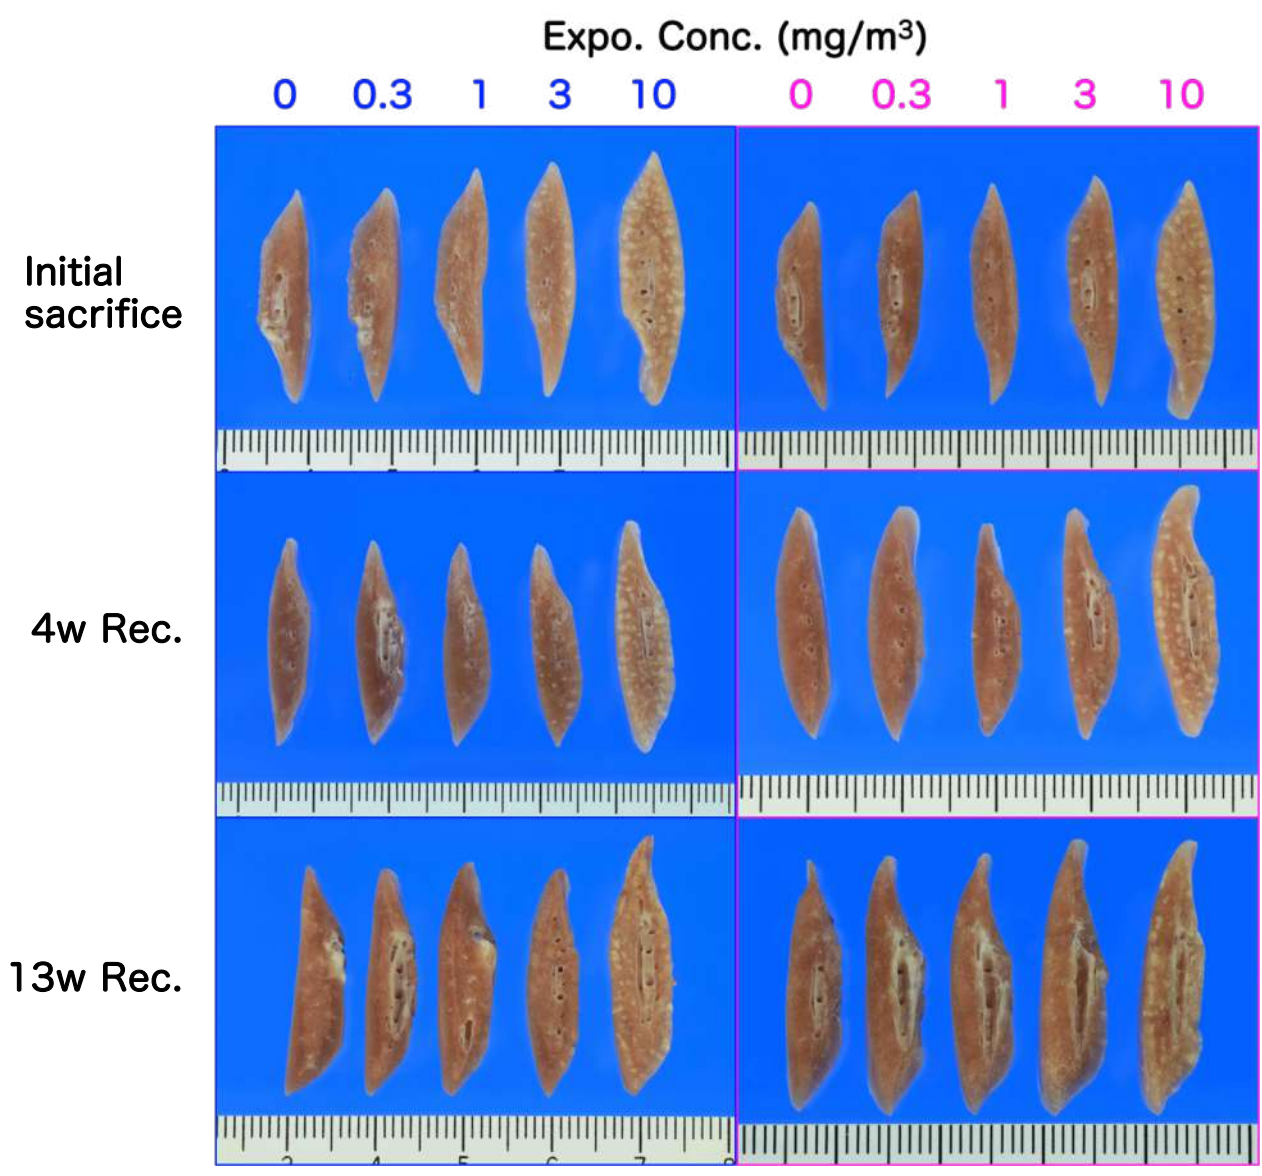 Expo. Conc. (mg/m³)
0 0.3 1 3 10 0 0.3 1 3 10
Initial
sacrifice
4w Rec.
13w Rec.